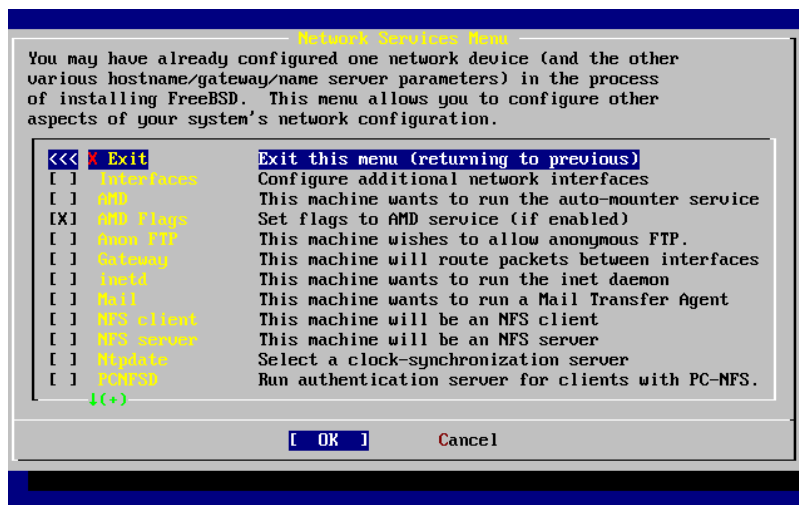 Network Services Menu
You may have already configured one network device (and the other
various hostname/gateway/name server parameters) in the process
of installing FreeBSD.  This menu allows you to configure other
aspects of your system's network configuration.
<<< X Exit Exit this menu (returning to previous)
[ ] Interfaces Configure additional network interfaces
[ ] AMD This machine wants to run the auto-mounter service
[X] AMD Flags Set flags to AMD service (if enabled)
[ ] Anon FTP This machine wishes to allow anonymous FTP.
[ ] Gateway This machine will route packets between interfaces
[ ] inetd This machine wants to run the inet daemon
[ ] Mail This machine wants to run a Mail Transfer Agent
[ ] NFS client This machine will be an NFS client
[ ] NFS server This machine will be an NFS server
[ ] Ntpdate Select a clock-synchronization server
[ ] PCNFSD Run authentication server for clients with PC-NFS.
↓(+)
[ OK ] Cancel